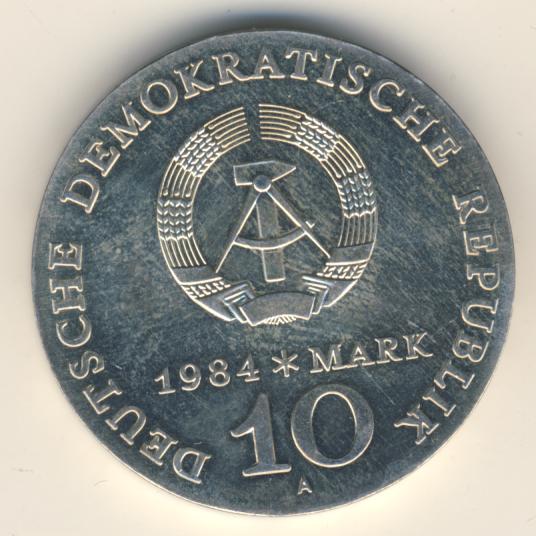 DEUTSCHE DEMOKRATISCHE REPUBLIK
1984 * MARK
10
A